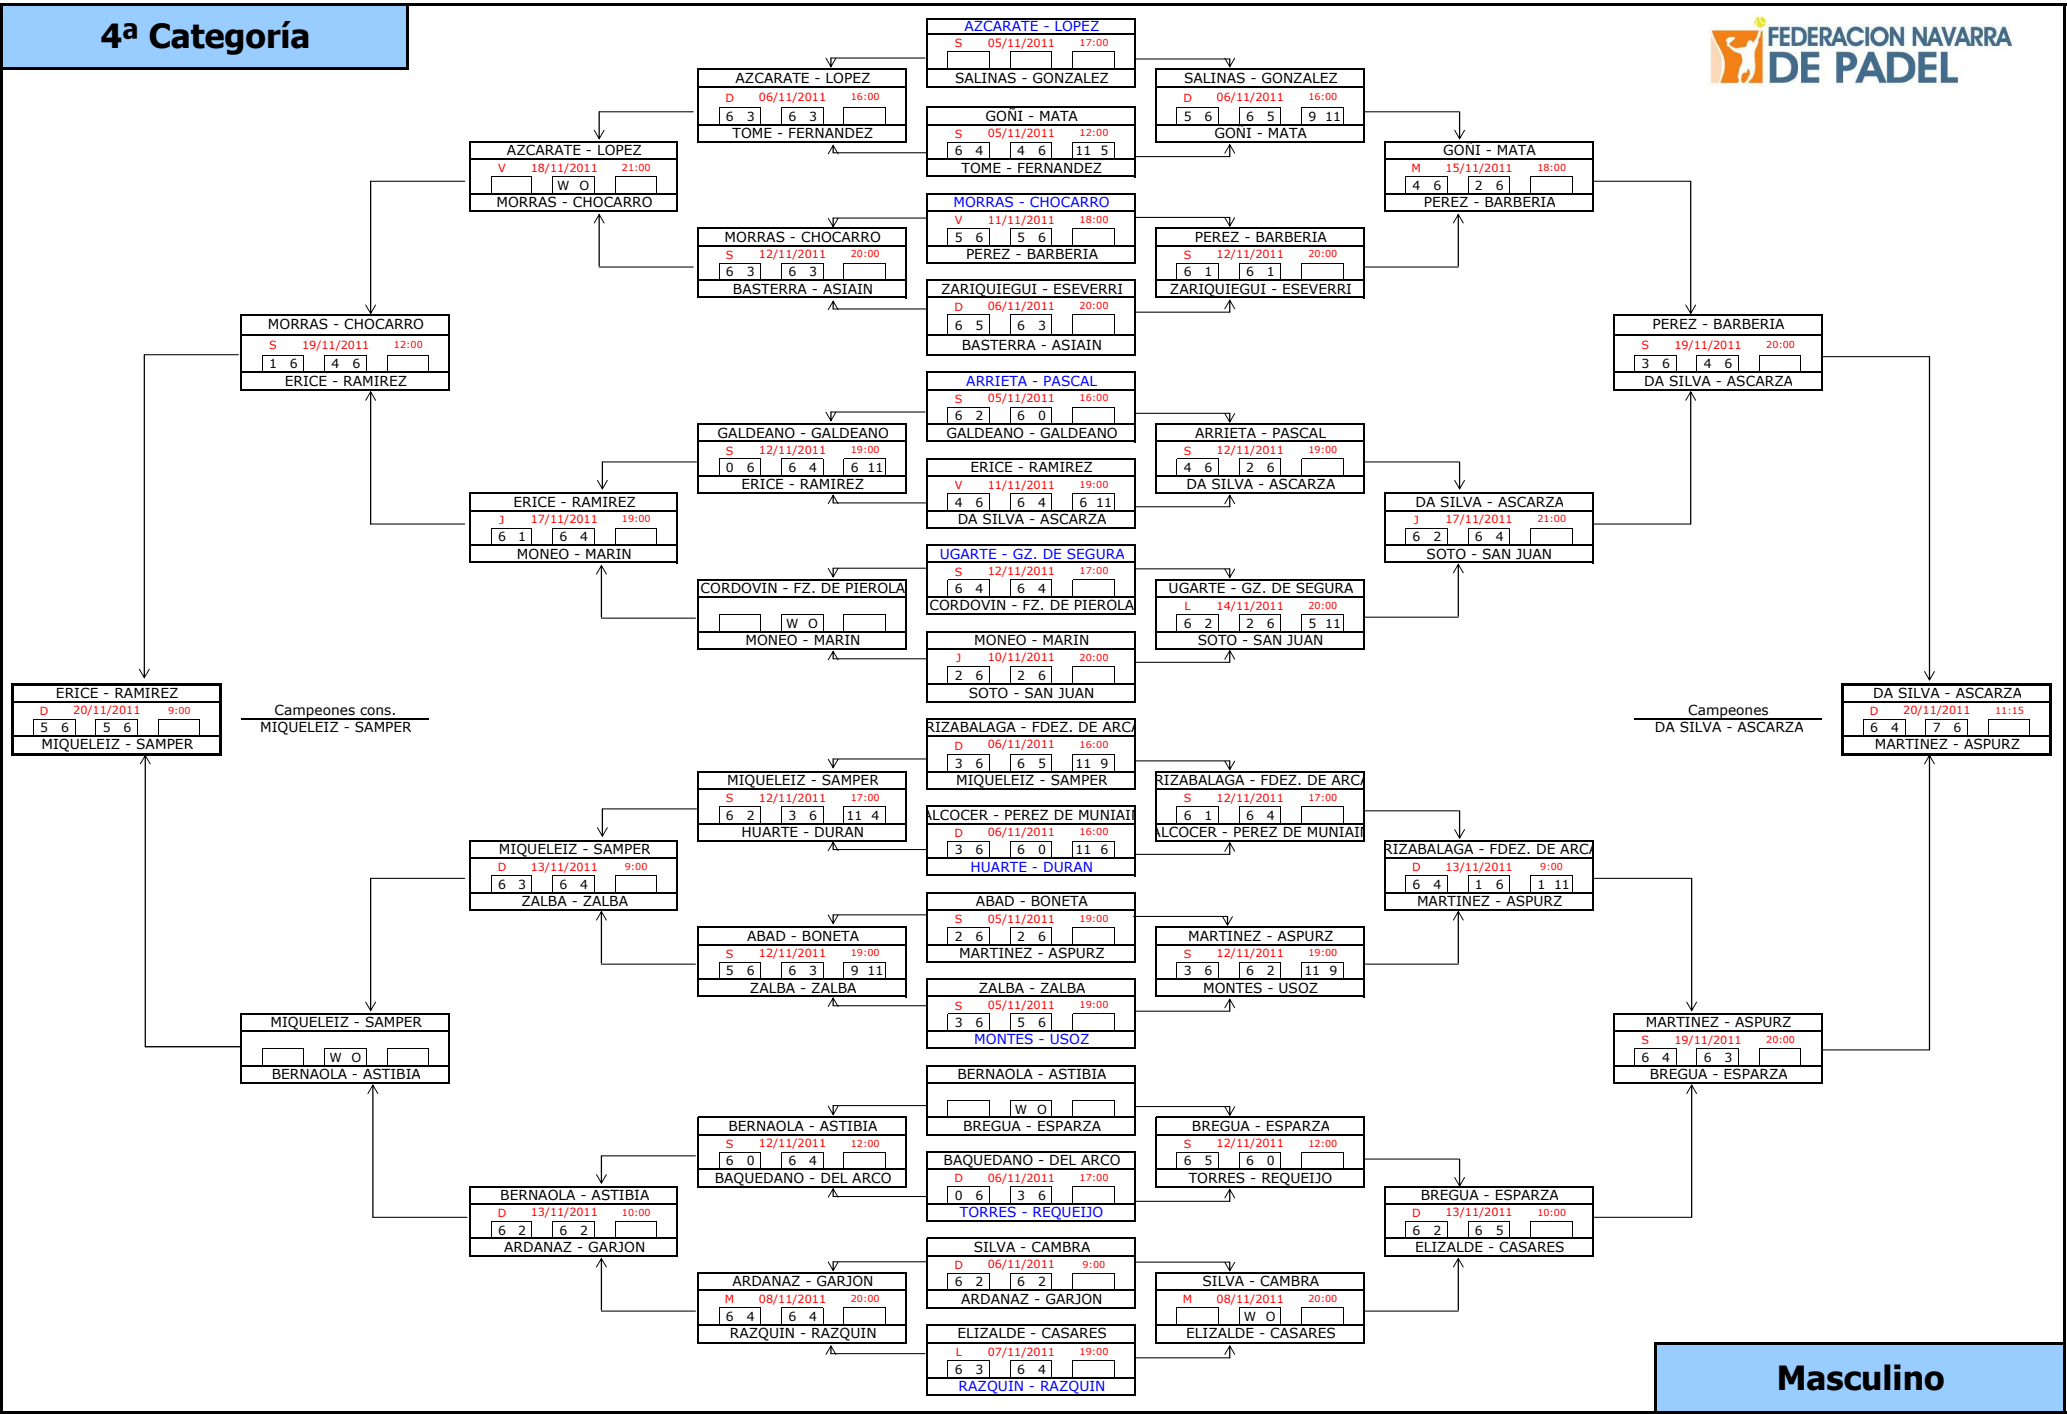 4ª Categoría
FEDERACION NAVARRA
DE PADEL
AZCARATE - LOPEZ
S 05/11/2011 17:00
SALINAS - GONZALEZ
GOÑI - MATA
S 05/11/2011 12:00
6 4 4 6 11 5
TOME - FERNANDEZ
MORRAS - CHOCARRO
V 11/11/2011 18:00
5 6 5 6
PEREZ - BARBERIA
ZARIQUIEGUI - ESEVERRI
D 06/11/2011 20:00
6 5 6 3
BASTERRA - ASIAIN
ARRIETA - PASCAL
S 05/11/2011 16:00
6 2 6 0
GALDEANO - GALDEANO
ERICE - RAMIREZ
V 11/11/2011 19:00
4 6 6 4 6 11
DA SILVA - ASCARZA
UGARTE - GZ. DE SEGURA
S 12/11/2011 17:00
6 4 6 4
CORDOVIN - FZ. DE PIEROLA
MONEO - MARIN
J 10/11/2011 20:00
2 6 2 6
SOTO - SAN JUAN
RIZABALAGA - FDEZ. DE ARCA
D 06/11/2011 16:00
3 6 6 5 11 9
MIQUELEIZ - SAMPER
ALCOCER - PEREZ DE MUNIAIN
D 06/11/2011 16:00
3 6 6 0 11 6
HUARTE - DURAN
ABAD - BONETA
S 05/11/2011 19:00
2 6 2 6
MARTINEZ - ASPURZ
ZALBA - ZALBA
S 05/11/2011 19:00
3 6 5 6
MONTES - USOZ
BERNAOLA - ASTIBIA
W O
BREGUA - ESPARZA
BAQUEDANO - DEL ARCO
D 06/11/2011 17:00
0 6 3 6
TORRES - REQUEIJO
SILVA - CAMBRA
D 06/11/2011 9:00
6 2 6 2
ARDANAZ - GARJON
ELIZALDE - CASARES
L 07/11/2011 19:00
6 3 6 4
RAZQUIN - RAZQUIN
AZCARATE - LOPEZ
D 06/11/2011 16:00
6 3 6 3
TOME - FERNANDEZ
MORRAS - CHOCARRO
S 12/11/2011 20:00
6 3 6 3
BASTERRA - ASIAIN
GALDEANO - GALDEANO
S 12/11/2011 19:00
0 6 6 4 6 11
ERICE - RAMIREZ
CORDOVIN - FZ. DE PIEROLA
W O
MONEO - MARIN
MIQUELEIZ - SAMPER
S 12/11/2011 17:00
6 2 3 6 11 4
HUARTE - DURAN
ABAD - BONETA
S 12/11/2011 19:00
5 6 6 3 9 11
ZALBA - ZALBA
BERNAOLA - ASTIBIA
S 12/11/2011 12:00
6 0 6 4
BAQUEDANO - DEL ARCO
ARDANAZ - GARJON
M 08/11/2011 20:00
6 4 6 4
RAZQUIN - RAZQUIN
AZCARATE - LOPEZ
V 18/11/2011 21:00
W O
MORRAS - CHOCARRO
ERICE - RAMIREZ
J 17/11/2011 19:00
6 1 6 4
MONEO - MARIN
MIQUELEIZ - SAMPER
D 13/11/2011 9:00
6 3 6 4
ZALBA - ZALBA
BERNAOLA - ASTIBIA
D 13/11/2011 10:00
6 2 6 2
ARDANAZ - GARJON
MORRAS - CHOCARRO
S 19/11/2011 12:00
1 6 4 6
ERICE - RAMIREZ
MIQUELEIZ - SAMPER
W O
BERNAOLA - ASTIBIA
ERICE - RAMIREZ
D 20/11/2011 9:00
5 6 5 6
MIQUELEIZ - SAMPER
Campeones cons.
MIQUELEIZ - SAMPER
SALINAS - GONZALEZ
D 06/11/2011 16:00
5 6 6 5 9 11
GOÑI - MATA
PEREZ - BARBERIA
S 12/11/2011 20:00
6 1 6 1
ZARIQUIEGUI - ESEVERRI
ARRIETA - PASCAL
S 12/11/2011 19:00
4 6 2 6
DA SILVA - ASCARZA
UGARTE - GZ. DE SEGURA
L 14/11/2011 20:00
6 2 2 6 5 11
SOTO - SAN JUAN
RIZABALAGA - FDEZ. DE ARCA
S 12/11/2011 17:00
6 1 6 4
ALCOCER - PEREZ DE MUNIAIN
MARTINEZ - ASPURZ
S 12/11/2011 19:00
3 6 6 2 11 9
MONTES - USOZ
BREGUA - ESPARZA
S 12/11/2011 12:00
6 5 6 0
TORRES - REQUEIJO
SILVA - CAMBRA
M 08/11/2011 20:00
W O
ELIZALDE - CASARES
GOÑI - MATA
M 15/11/2011 18:00
4 6 2 6
PEREZ - BARBERIA
DA SILVA - ASCARZA
J 17/11/2011 21:00
6 2 6 4
SOTO - SAN JUAN
RIZABALAGA - FDEZ. DE ARCA
D 13/11/2011 9:00
6 4 1 6 1 11
MARTINEZ - ASPURZ
BREGUA - ESPARZA
D 13/11/2011 10:00
6 2 6 5
ELIZALDE - CASARES
PEREZ - BARBERIA
S 19/11/2011 20:00
3 6 4 6
DA SILVA - ASCARZA
MARTINEZ - ASPURZ
S 19/11/2011 20:00
6 4 6 3
BREGUA - ESPARZA
Campeones
DA SILVA - ASCARZA
DA SILVA - ASCARZA
D 20/11/2011 11:15
6 4 7 6
MARTINEZ - ASPURZ
Masculino